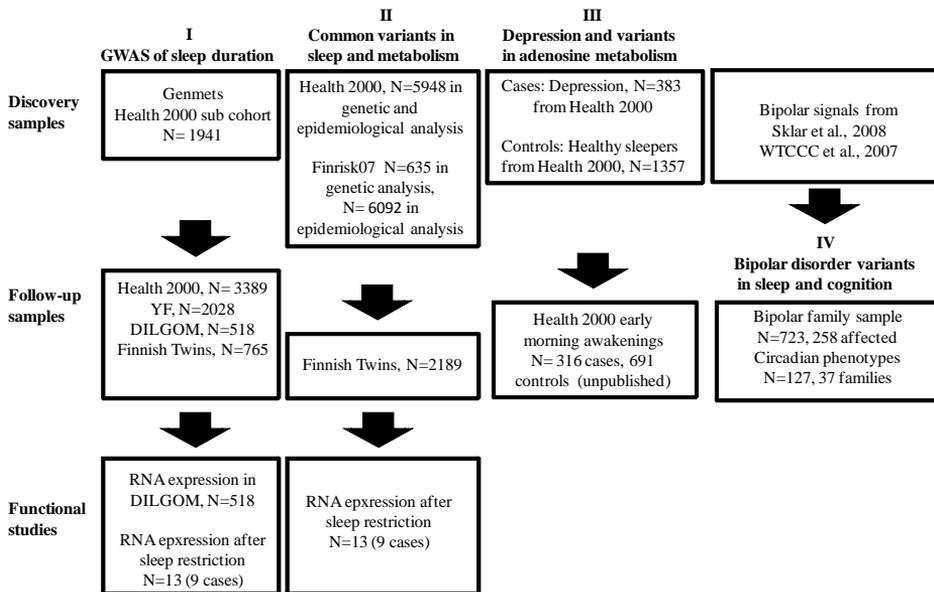 I
GWAS of sleep duration
II
Common variants in
sleep and metabolism
III
Depression and variants
in adenosine metabolism
Discovery
samples
Genmets
Health 2000 sub cohort
N= 1941
Health 2000, N=5948 in
genetic and
epidemiological analysis
Finrisk07 N=635 in
genetic analysis,
N= 6092 in
epidemiological analysis
Cases: Depression, N=383
from Health 2000
Controls: Healthy sleepers
from Health 2000, N=1357
Bipolar signals from
Sklar et al., 2008
WTCCC et al., 2007
IV
Bipolar disorder variants
in sleep and cognition
Follow-up
samples
Health 2000, N= 3389
YF, N=2028
DILGOM, N=518
Finnish Twins, N=765
Finnish Twins, N=2189
Health 2000 early
morning awakenings
N= 316 cases, 691
controls (unpublished)
Bipolar family sample
N=723, 258 affected
Circadian phenotypes
N=127, 37 families
Functional
studies
RNA expression in
DILGOM, N=518
RNA epxression after
sleep restriction
N=13 (9 cases)
RNA epxression after
sleep restriction
N=13 (9 cases)